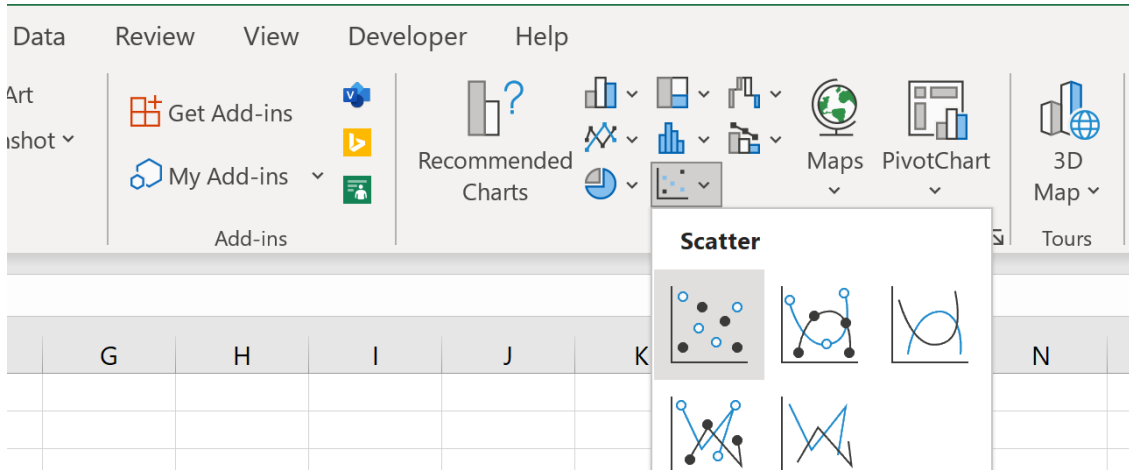 Data Review View Developer Help
Art
nshot
Get Add-ins
My Add-ins
Add-ins
Recommended
Charts
Maps
PivotChart
3D
Map
Tours
Scatter
G H I J K N